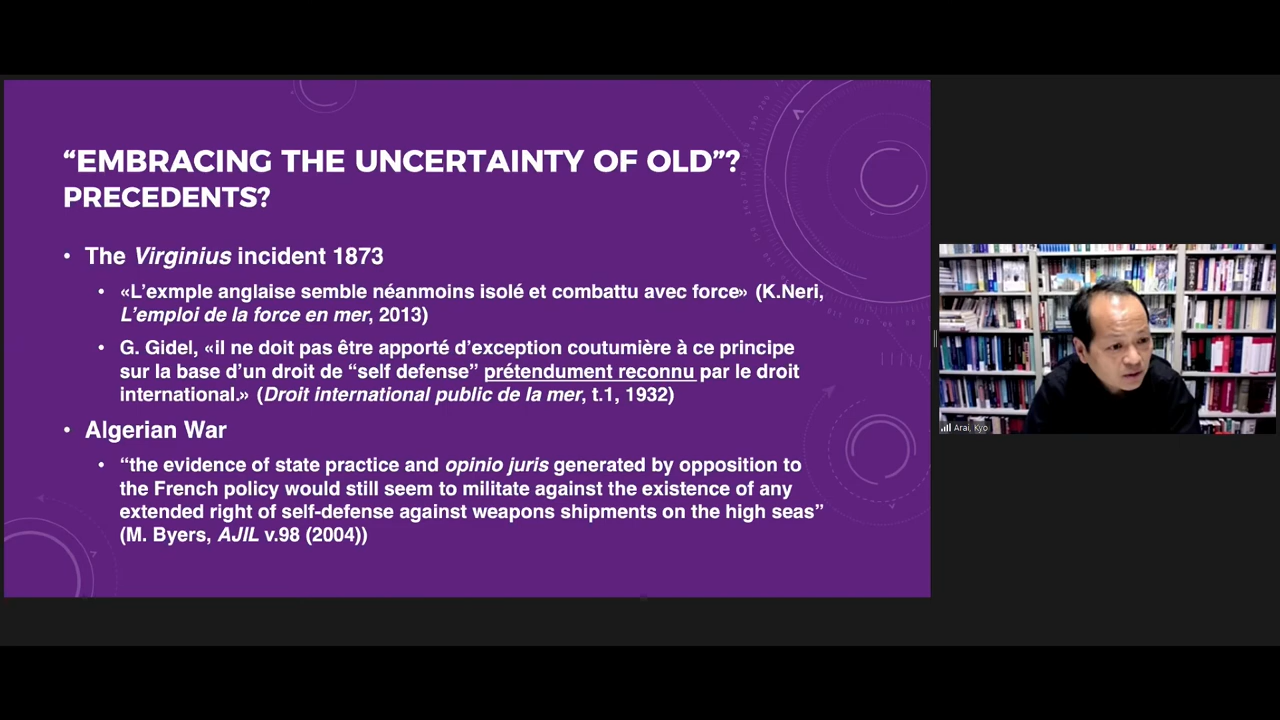 “EMBRACING THE UNCERTAINTY OF OLD”?
PRECEDENTS?
• The Virginius incident 1873
• «L’exmple anglaise semble néanmoins isolé et combattu avec force» (K.Neri,
L’emploi de la force en mer, 2013)
• G. Gidel, «il ne doit pas être apporté d’exception coutumière à ce principe
sur la base d’un droit de “self defense” prétendument reconnu par le droit
international.» (Droit international public de la mer, t.1, 1932)
• Algerian War
• “the evidence of state practice and opinio juris generated by opposition to
the French policy would still seem to militate against the existence of any
extended right of self-defense against weapons shipments on the high seas”
(M. Byers, AJIL v.98 (2004))
Arai, Kyo